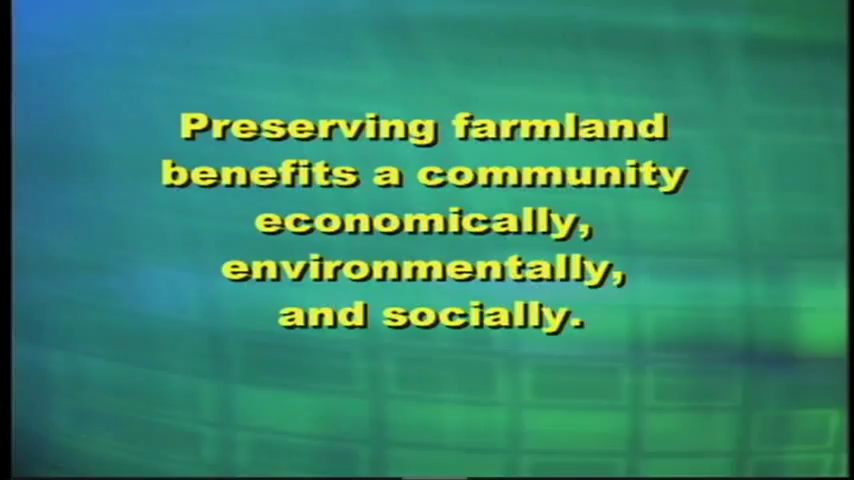 Preserving farmland
benefits a community
economically,
environmentally,
and socially.